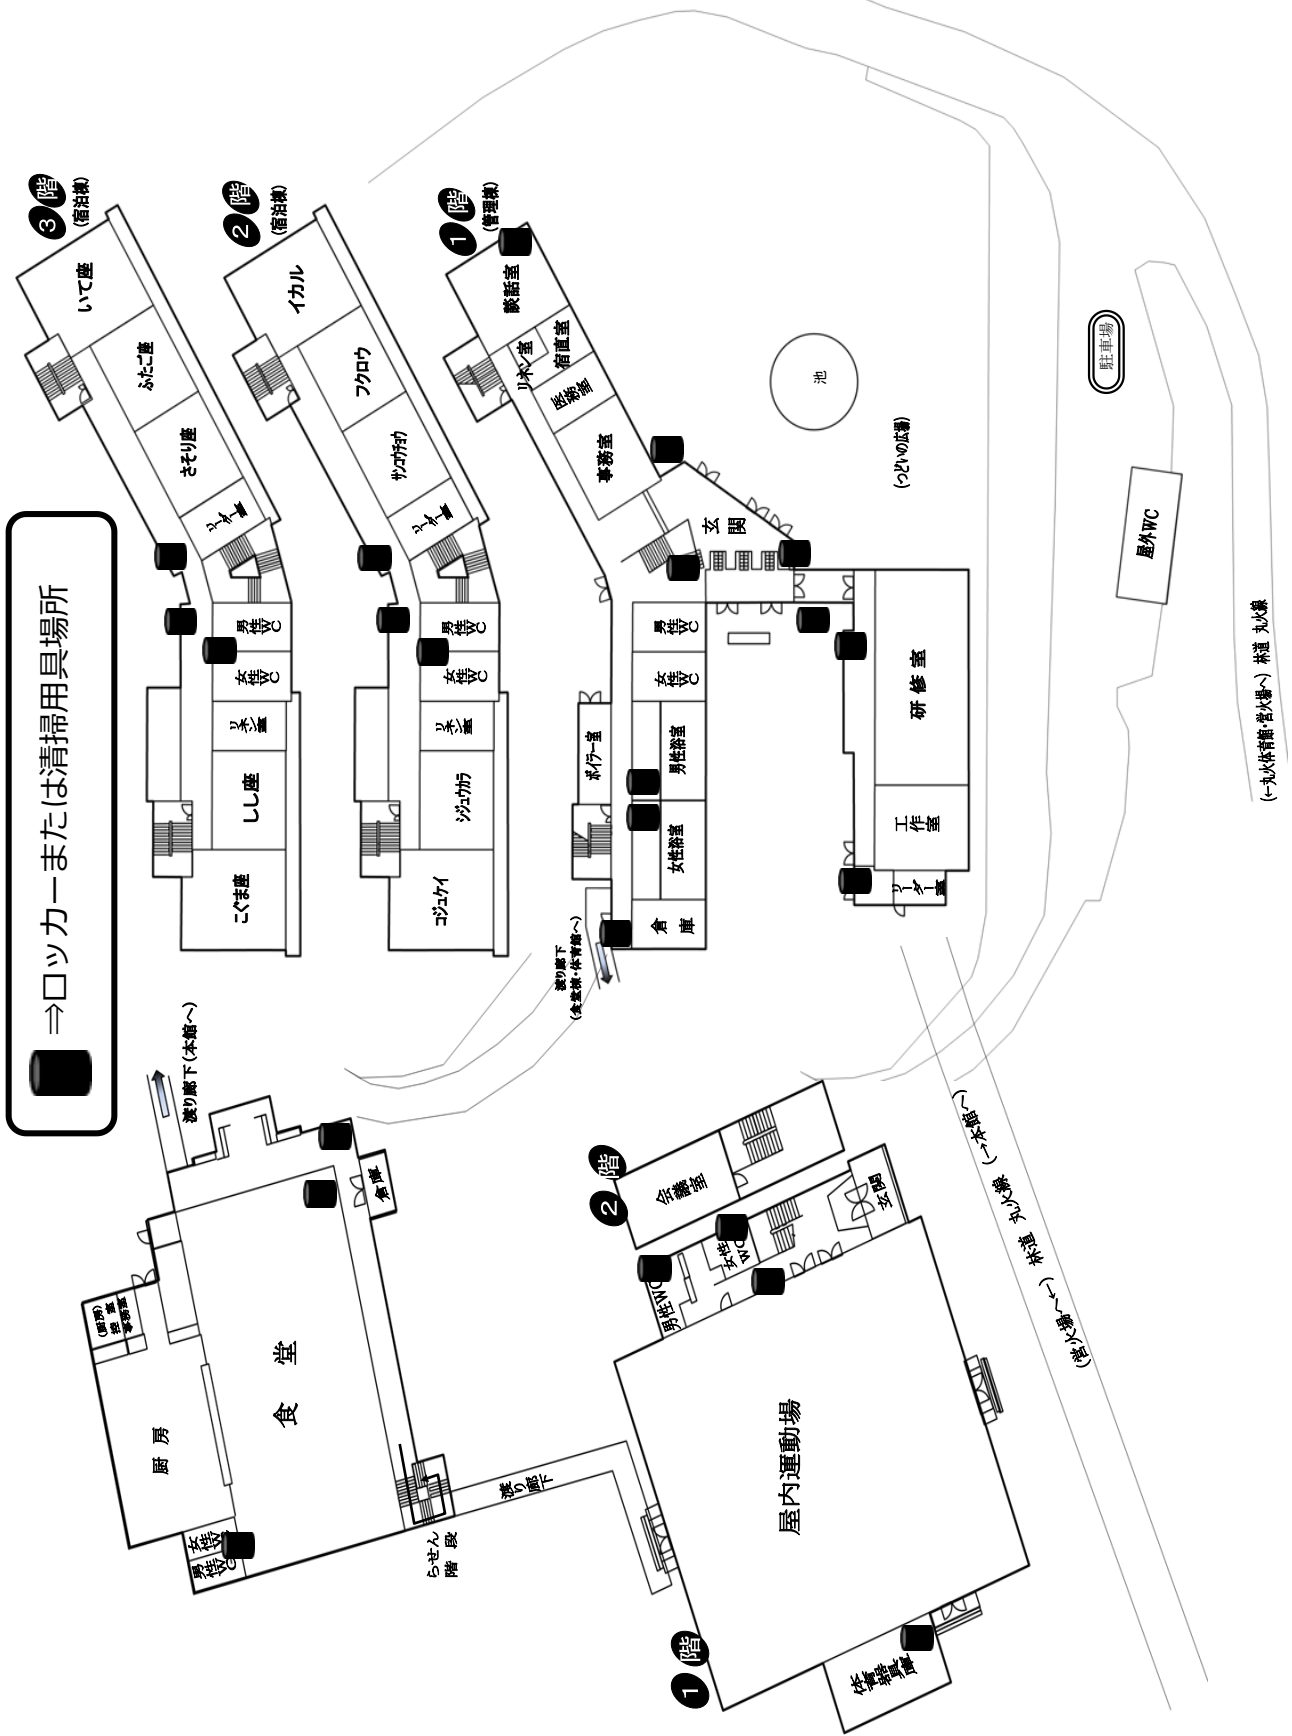 ⇒ロッカーまたは清掃用具場所
3階
(宿泊棟)
いて座
ふたご座
さそり座
リーダー室
男性WC
女性WC
リネン室
しし座
こぐま座
2階
(宿泊棟)
イカル
フクロウ
サンコウチョウ
リーダー室
男性WC
女性WC
リネン室
シジュウカラ
コジュケイ
1階
(管理棟)
談話室
リネン室
宿直室
医務室
事務室
玄関
男性WC
女性WC
ボイラー室
男性浴室
女性浴室
倉庫
渡り廊下
(食堂棟・体育館へ)
研修室
工作室
リーダー室
池
(つどいの広場)
駐車場
屋外WC
(←丸火体育館・営火場へ) 林道 丸火線
渡り廊下(本館へ)
倉庫
(厨房)
控室
事務室
厨房
食堂
女性WC
男性WC
らせん
階段
渡り廊下
2階
会議室
玄関
女性WC
男性WC
屋内運動場
1階
体育器具庫
(営火場へ←) 林道 丸火線 (→本館へ)